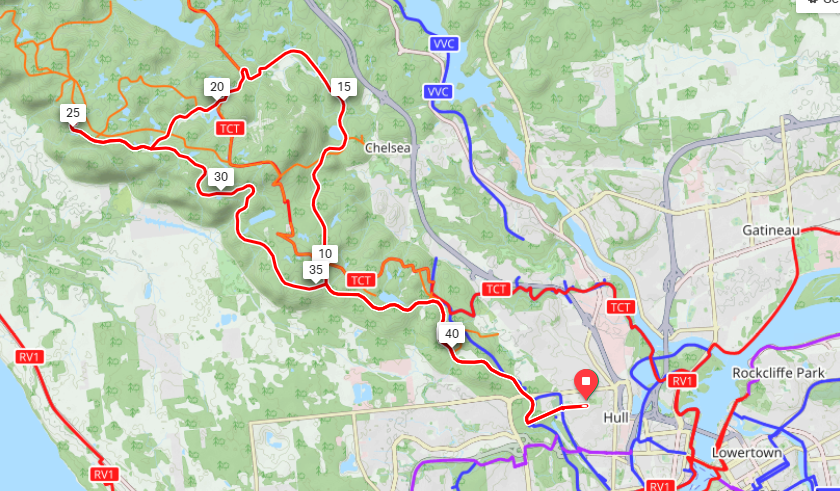 VVC
20
15
VVC
25
TCT
Chelsea
30
Gatineau
10
35
TCT
TCT
TCT
40
RV1
RV1
Rockcliffe Park
Hull
Lowertown
RV1
RV1